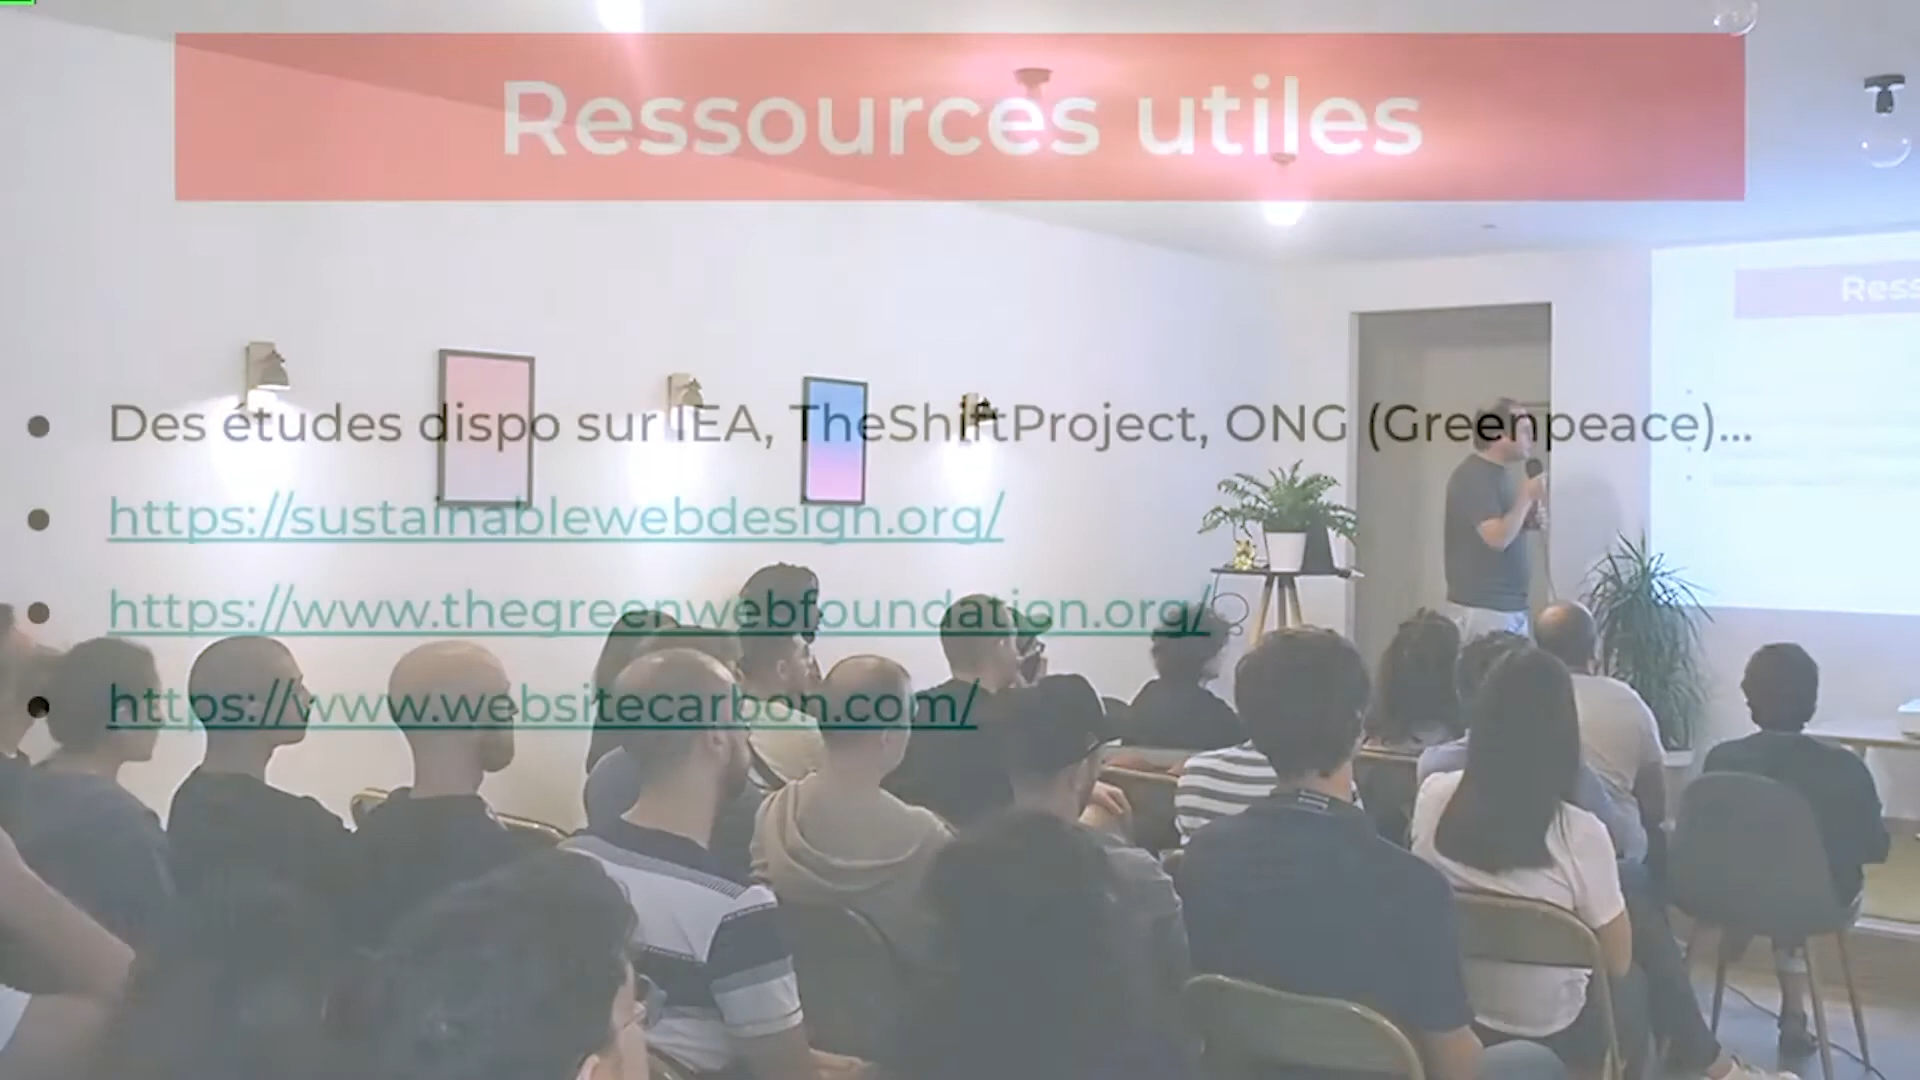 Ressources utiles
Ress
Des études dispo sur IEA, TheShiftProject, ONG (Greenpeace)...
https://sustainablewebdesign.org/
https://www.thegreenwebfoundation.org/
https://www.websitecarbon.com/